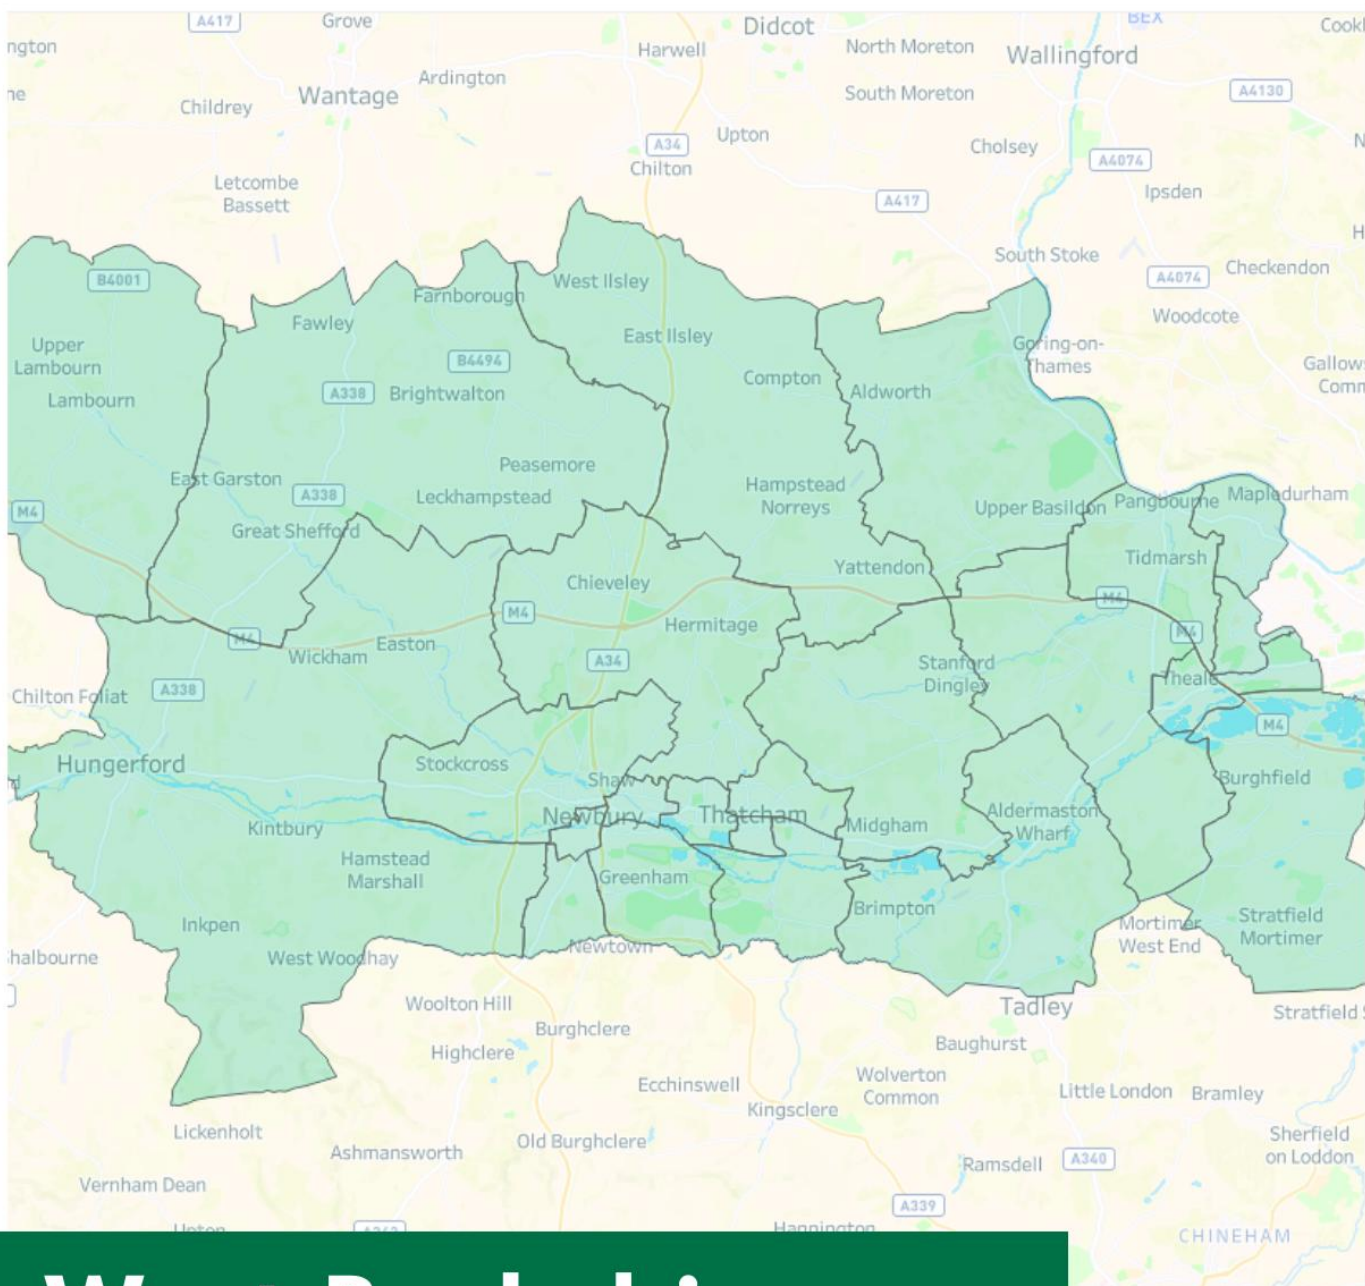 A417
Grove
Didcot
BEX
North Moreton
Harwell
Wallingford
Ardington
Wantage
Childrey
South Moreton
A4130
A34
Upton
Chilton
Cholsey
A4074
Letcombe
Bassett
Ipsden
A417
South Stoke
B4001
West Ilsley
A4074
Checkendon
Farnborough
Fawley
East Ilsley
Woodcote
Upper
Lambourn
B4494
Goring-on-
Thames
Compton
A338
Brightwalton
Aldworth
Lambourn
Peasemore
East Garston
A338
Leckhampstead
Hampstead
Norreys
Upper Basildon
Pangbourne
Mapledurham
M4
Great Shefford
Tidmarsh
Chieveley
Yattendon
M4
M4
Hermitage
M4
M4
Easton
Wickham
A34
Stanford
Dingley
Theale
Chilton Foliat
A338
M4
Hungerford
Stockcross
Shaw
Burghfield
Newbury
Thatcham
Aldermaston
Wharf
Kintbury
Midgham
Hamstead
Marshall
Greenham
Brimpton
Inkpen
Mortimer
West End
Stratfield
Mortimer
Newtown
West Woodhay
Woolton Hill
Tadley
Stratfield
Burghclere
Baughurst
Highclere
Ecchinswell
Wolverton
Common
Little London
Bramley
Kingsclere
Lickenholt
Old Burghclere
Sherfield
on Loddon
Ashmansworth
Ramsdell
A340
Vernham Dean
A339
Upton
Hannington
CHINEHAM